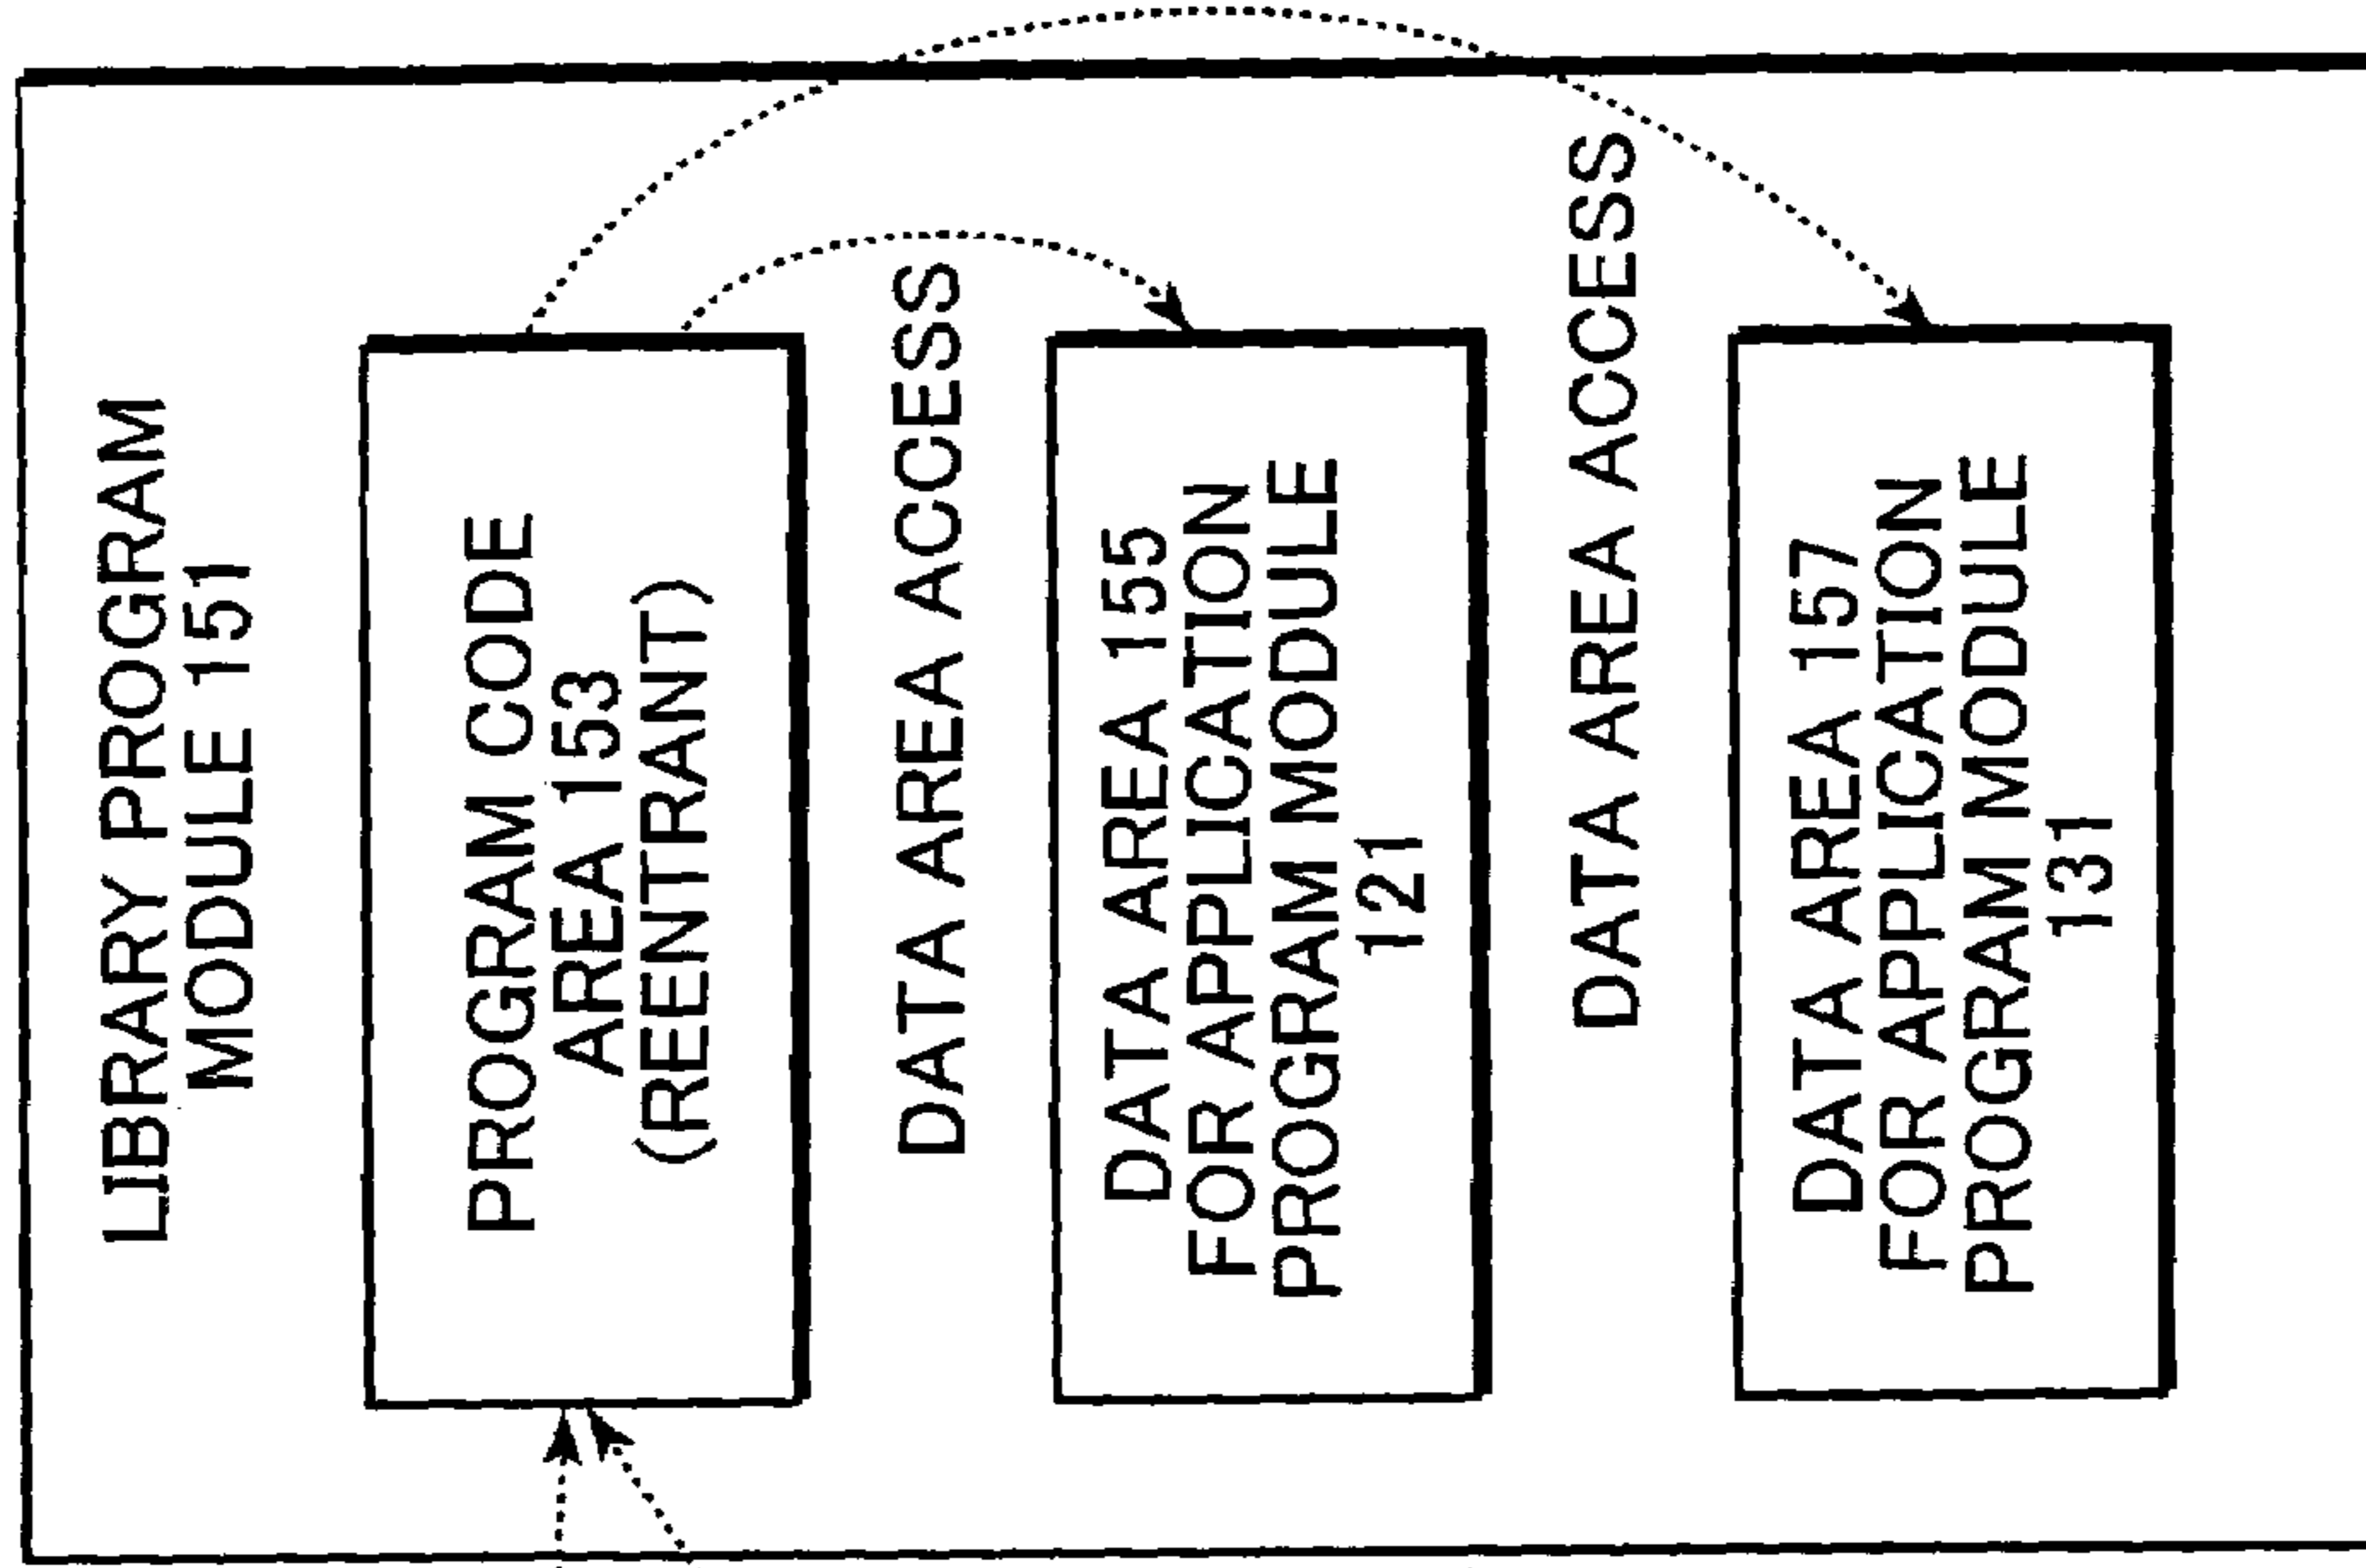 LIBRARY PROGRAM
MODULE 151
PROGRAM CODE
AREA 153
(REENTRANT)
DATA AREA ACCESS
DATA AREA 155
FOR APPLICATION
PROGRAM MODULE
121
DATA AREA ACCESS
DATA AREA 157
FOR APPLICATION
PROGRAM MODULE
131